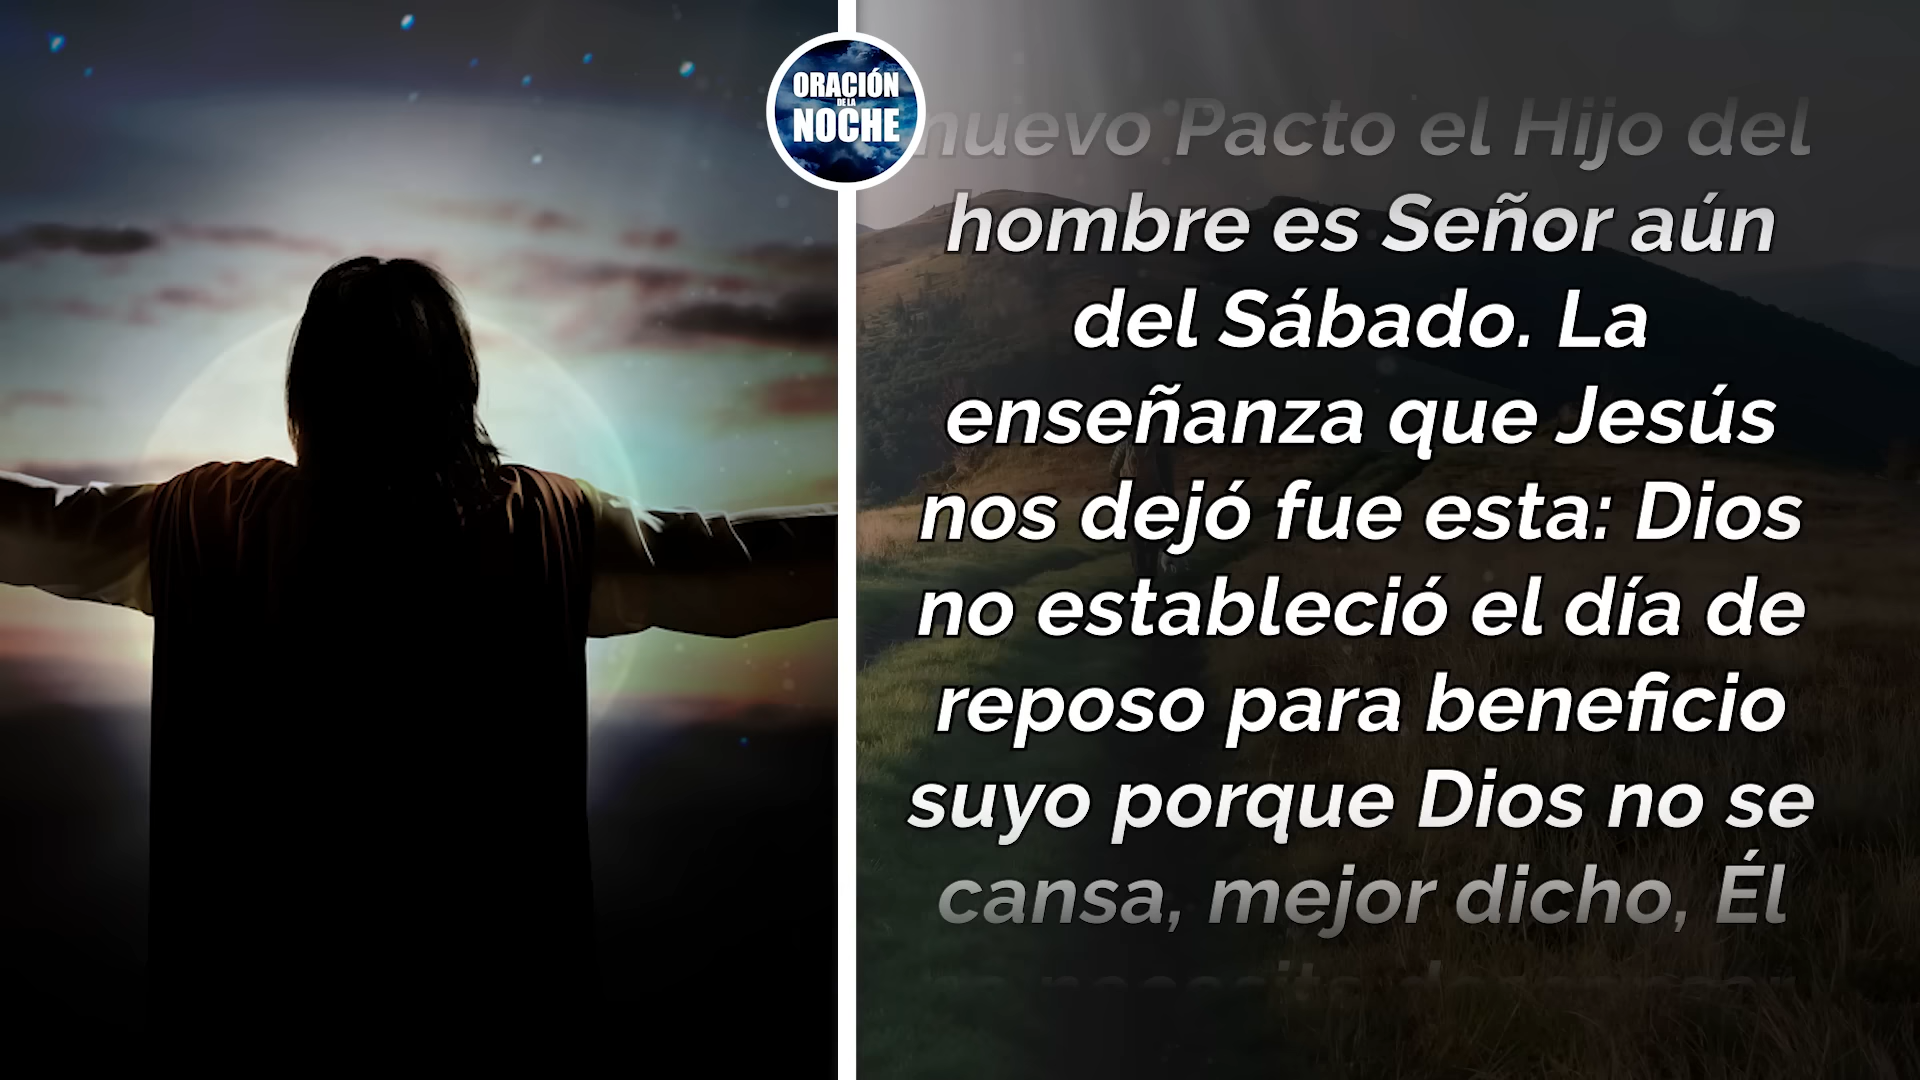 ORACIÓN
DE LA
NOCHE
nuevo Pacto el Hijo del
hombre es Señor aún
del Sábado. La
enseñanza que Jesús
nos dejó fue esta: Dios
no estableció el día de
reposo para beneficio
suyo porque Dios no se
cansa, mejor dicho, Él